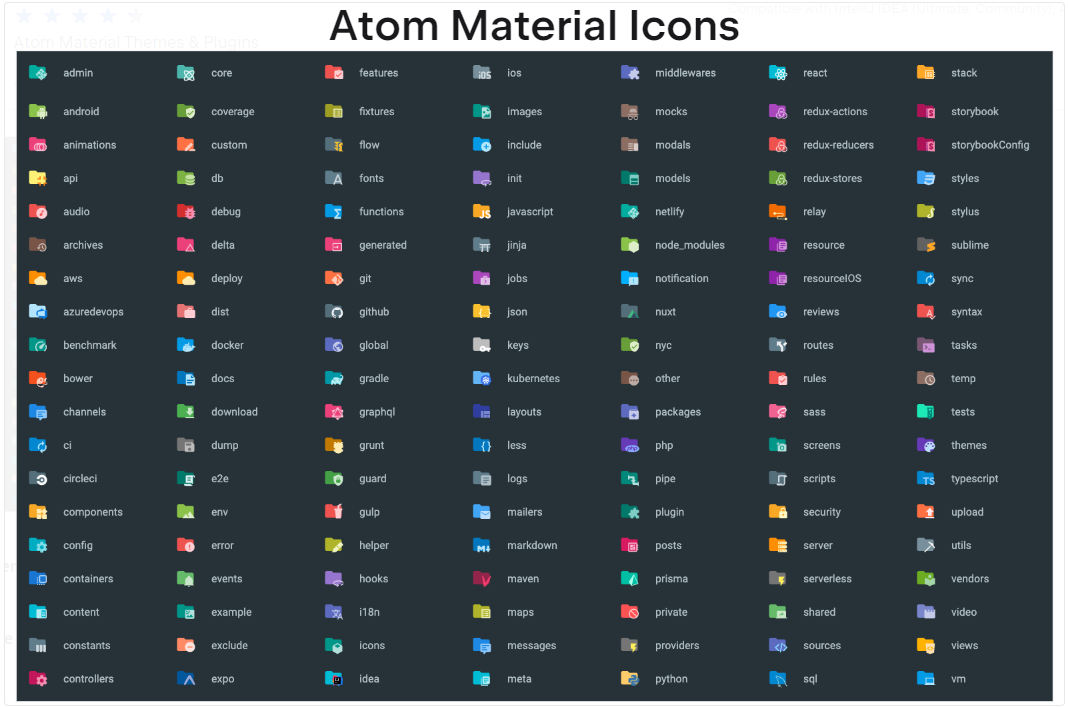 Atom Material Icons
Atom Material Themes & Plugins
admin core features ios middlewares react stack
android coverage fixtures images mocks redux-actions storybook
animations custom flow include modals redux-reducers storybookConfig
api db fonts init models redux-stores styles
audio debug functions javascript netlify relay stylus
archives delta generated jinja node_modules resource sublime
aws deploy git jobs notification resourceIOS sync
azuredevops dist github json nuxt reviews syntax
benchmark docker global keys nyc routes tasks
bower docs gradle kubernetes other rules temp
channels download graphql layouts packages sass tests
ci dump grunt less php screens themes
circleci e2e guard logs pipe scripts typescript
components env gulp mailers plugin security upload
config error helper markdown posts server utils
containers events hooks maven prisma serverless vendors
content example i18n maps private shared video
constants exclude icons messages providers sources views
controllers expo idea meta python sql vm